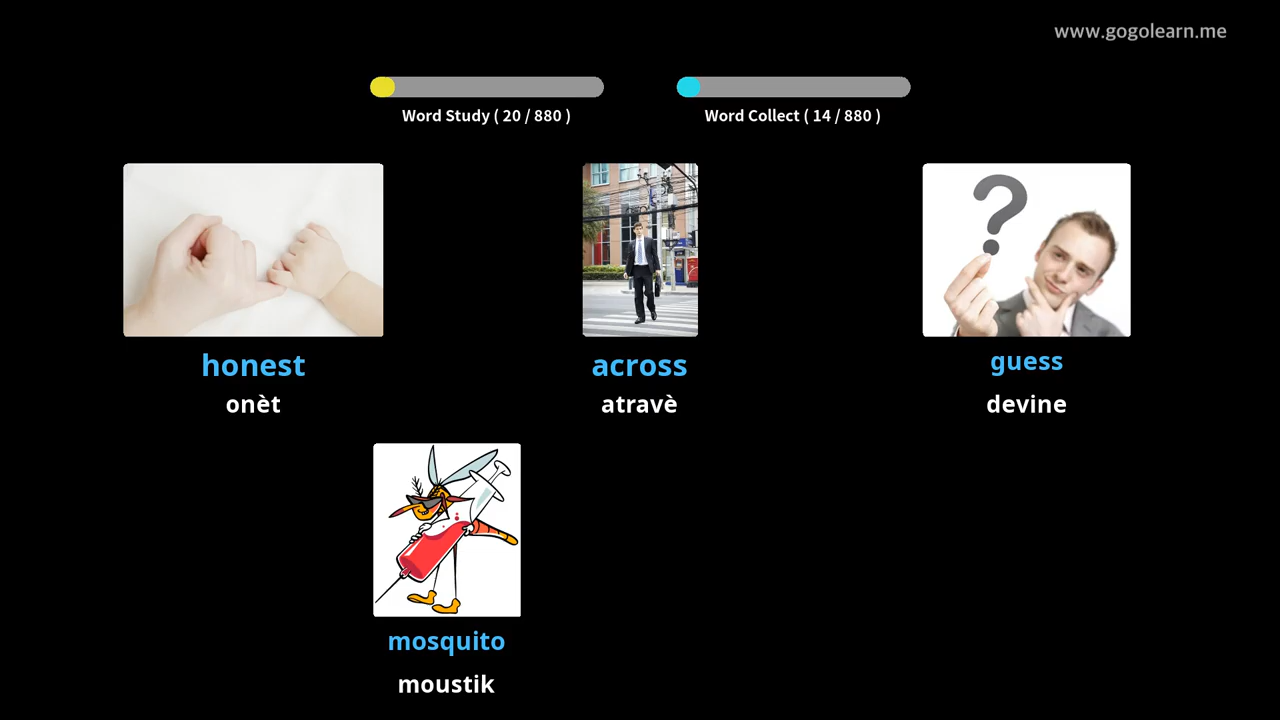 www.gogolearn.me
Word Study ( 20 / 880 )
Word Collect ( 14 / 880 )
honest
onèt
across
atravè
guess
devine
mosquito
moustik